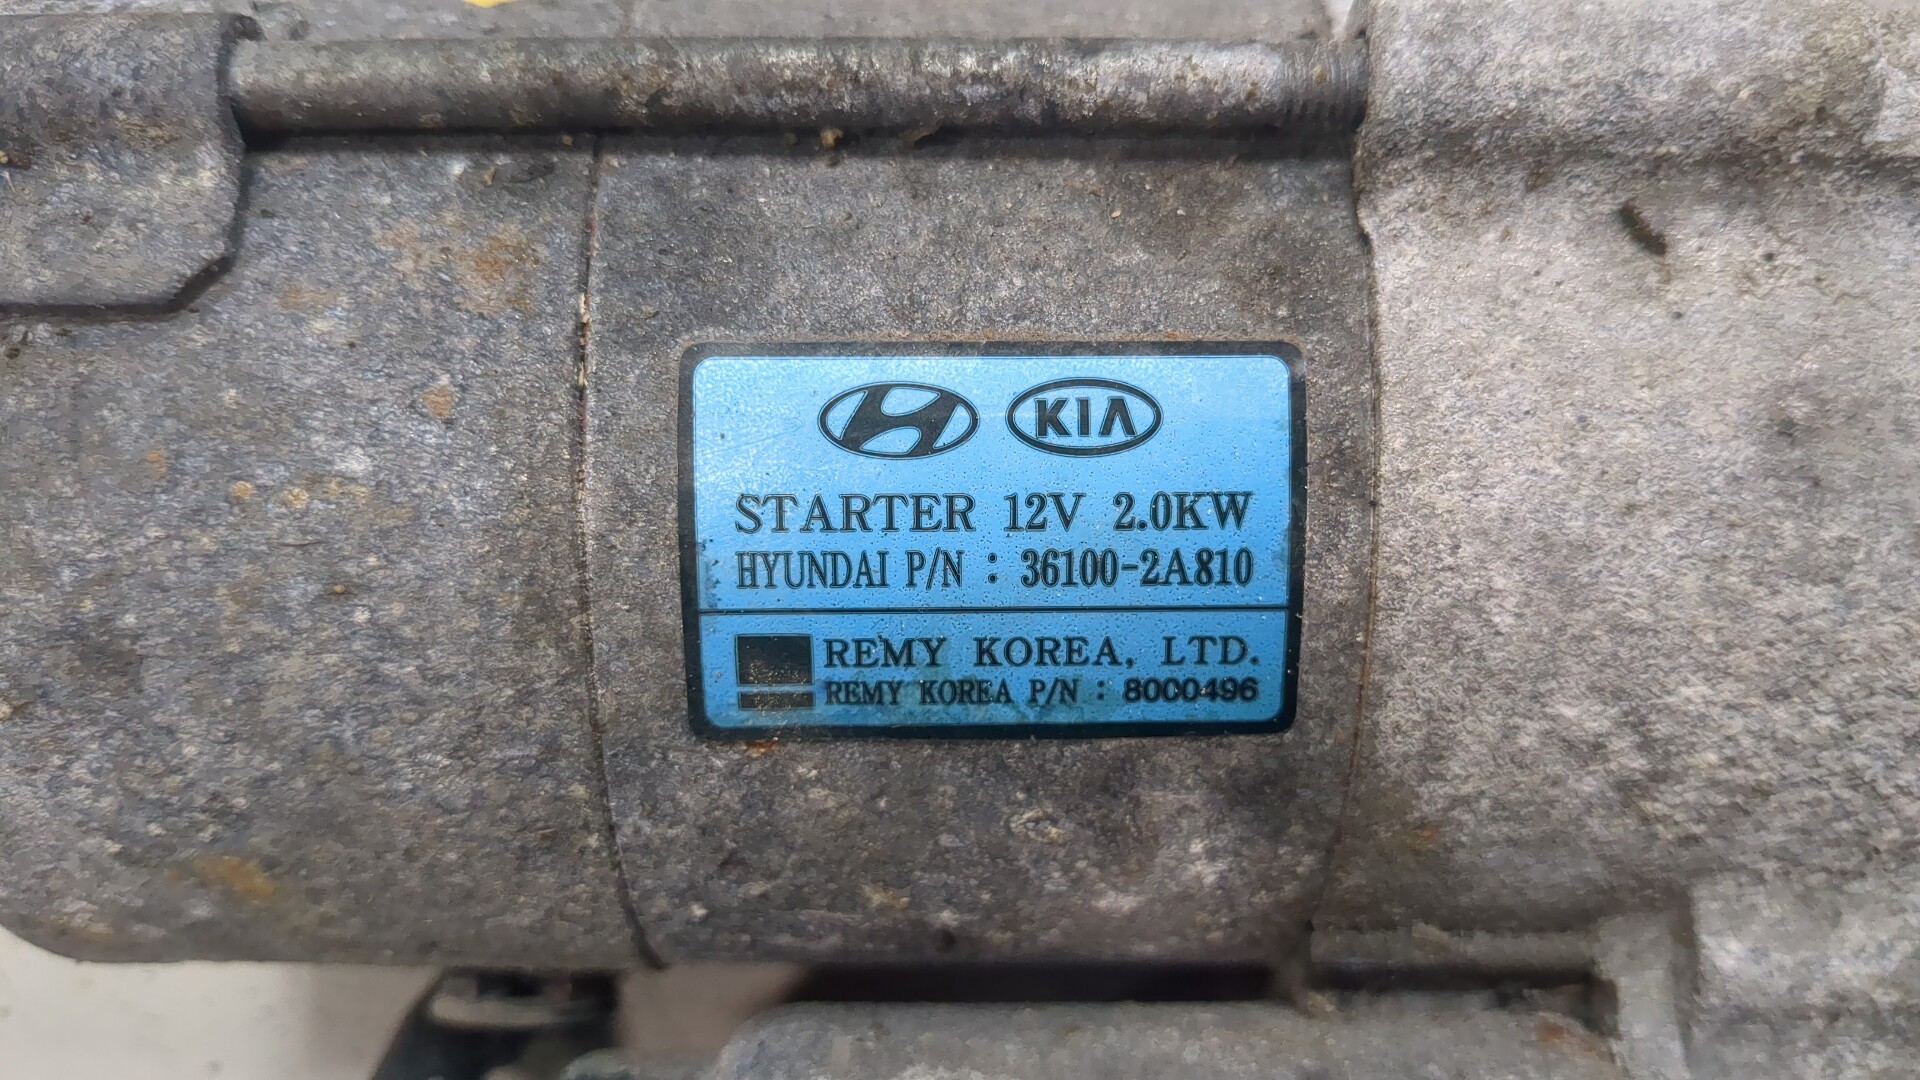 KIA
STARTER 12V 2.0KW
HYUNDAI P/N : 36100-2A810
REMY KOREA, LTD.
REMY KOREA P/N : 8000496